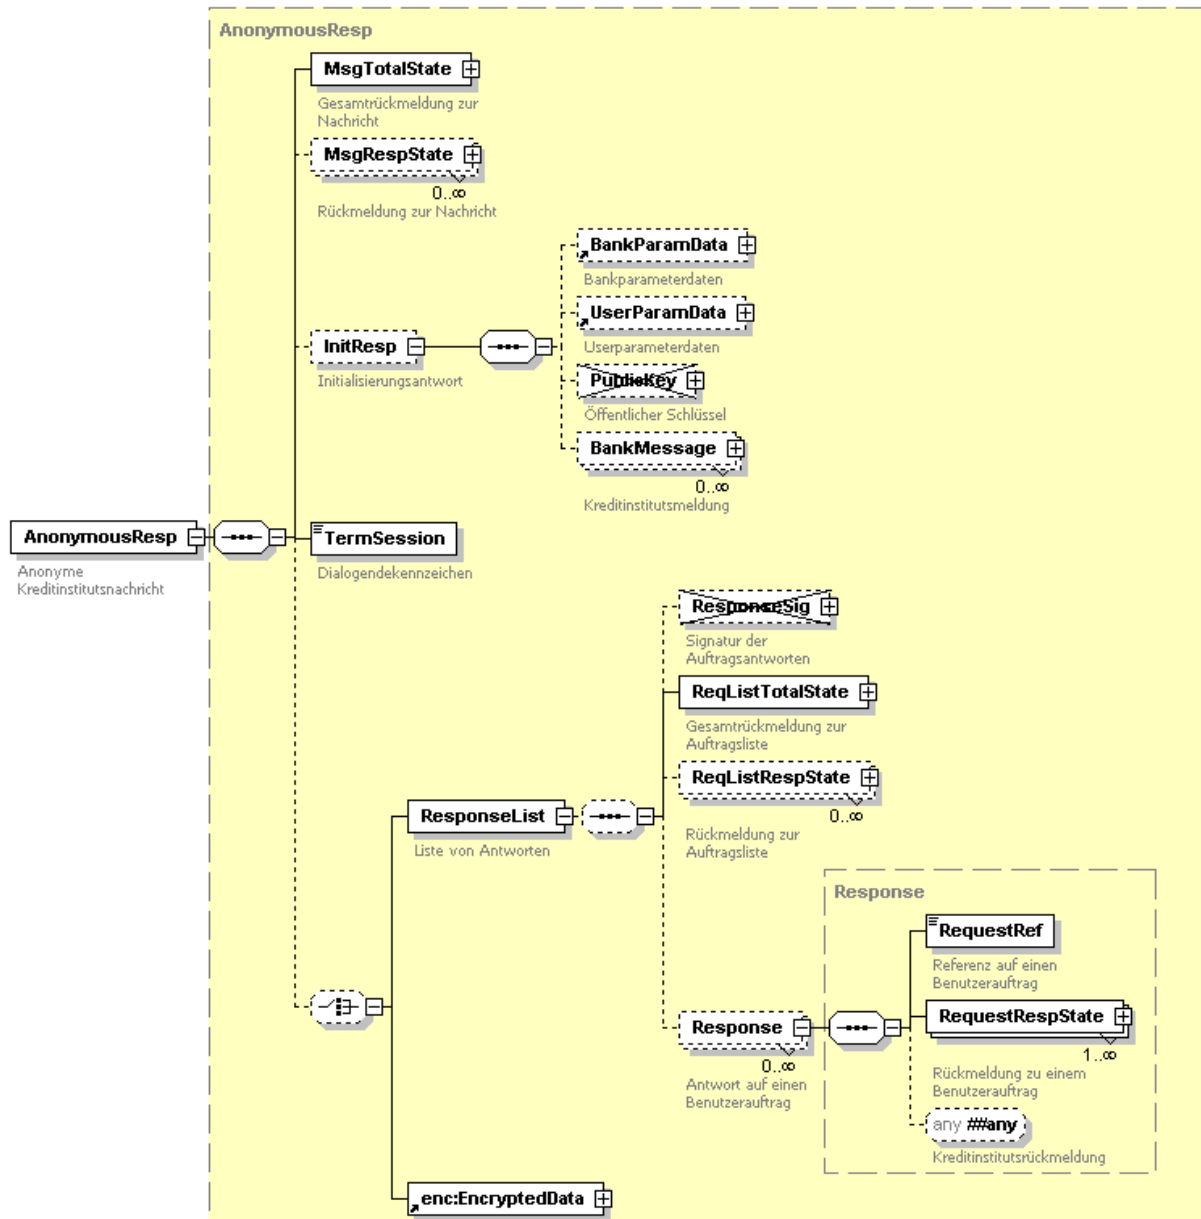 AnonymousResp
MsgTotalState
Gesamtrückmeldung zur
Nachricht
MsgRespState
0..∞
Rückmeldung zur Nachricht
BankParamData
Bankparameterdaten
UserParamData
Userparameterdaten
InitResp
Initialisierungsantwort
PublicKey
Öffentlicher Schlüssel
BankMessage
0..∞
Kreditinstitutsmeldung
AnonymousResp
Anonyme
Kreditinstitutsnachricht
TermSession
Dialogendekennzeichen
ResponseSig
Signatur der
Auftragsantworten
ReqListTotalState
Gesamtrückmeldung zur
Auftragsliste
ReqListRespState
0..∞
Rückmeldung zur
Auftragsliste
ResponseList
Liste von Antworten
Response
RequestRef
Referenz auf einen
Benutzerauftrag
RequestRespState
1..∞
Rückmeldung zu einem
Benutzerauftrag
Response
0..∞
Antwort auf einen
Benutzerauftrag
any ##any
Kreditinstitutsrückmeldung
enc:EncryptedData